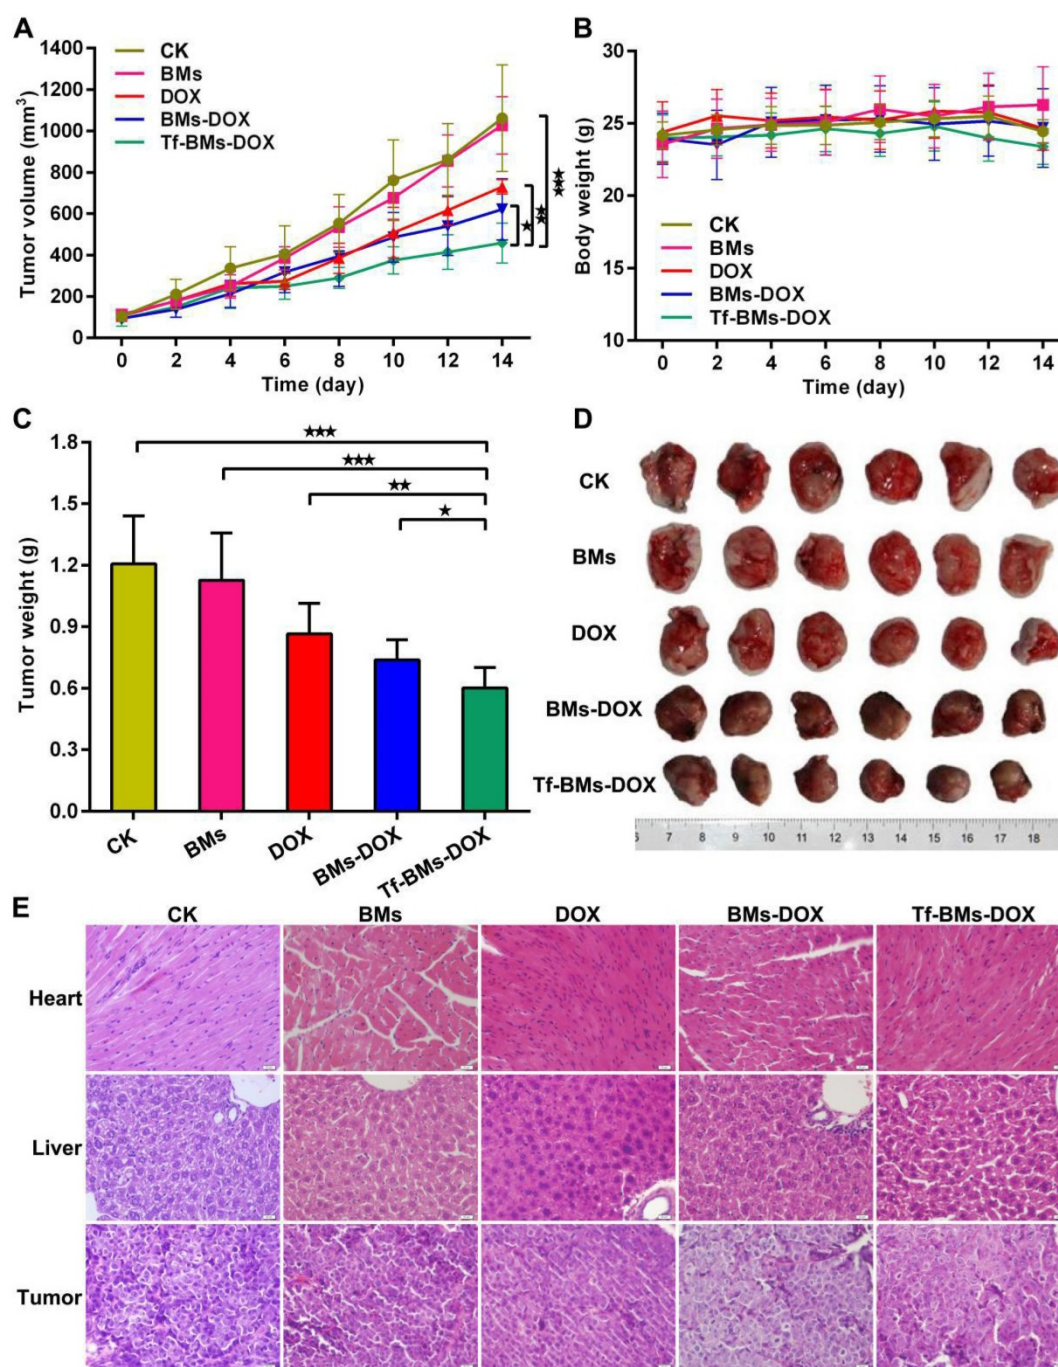 A
Tumor volume (mm³)
1400
1200
1000
800
600
400
200
0
CK
BMs
DOX
BMs-DOX
Tf-BMs-DOX
★★★
★★
★
0 2 4 6 8 10 12 14
Time (day)
B
Body weight (g)
30
25
20
15
10
CK
BMs
DOX
BMs-DOX
Tf-BMs-DOX
0 2 4 6 8 10 12 14
Time (day)
C
Tumor weight (g)
1.8
1.5
1.2
0.9
0.6
0.3
0.0
★★★
★★★
★★
★
CK BMs DOX BMs-DOX Tf-BMs-DOX
D
CK
BMs
DOX
BMs-DOX
Tf-BMs-DOX
6 7 8 9 10 11 12 13 14 15 16 17 18
E
CK BMs DOX BMs-DOX Tf-BMs-DOX
Heart
Liver
Tumor